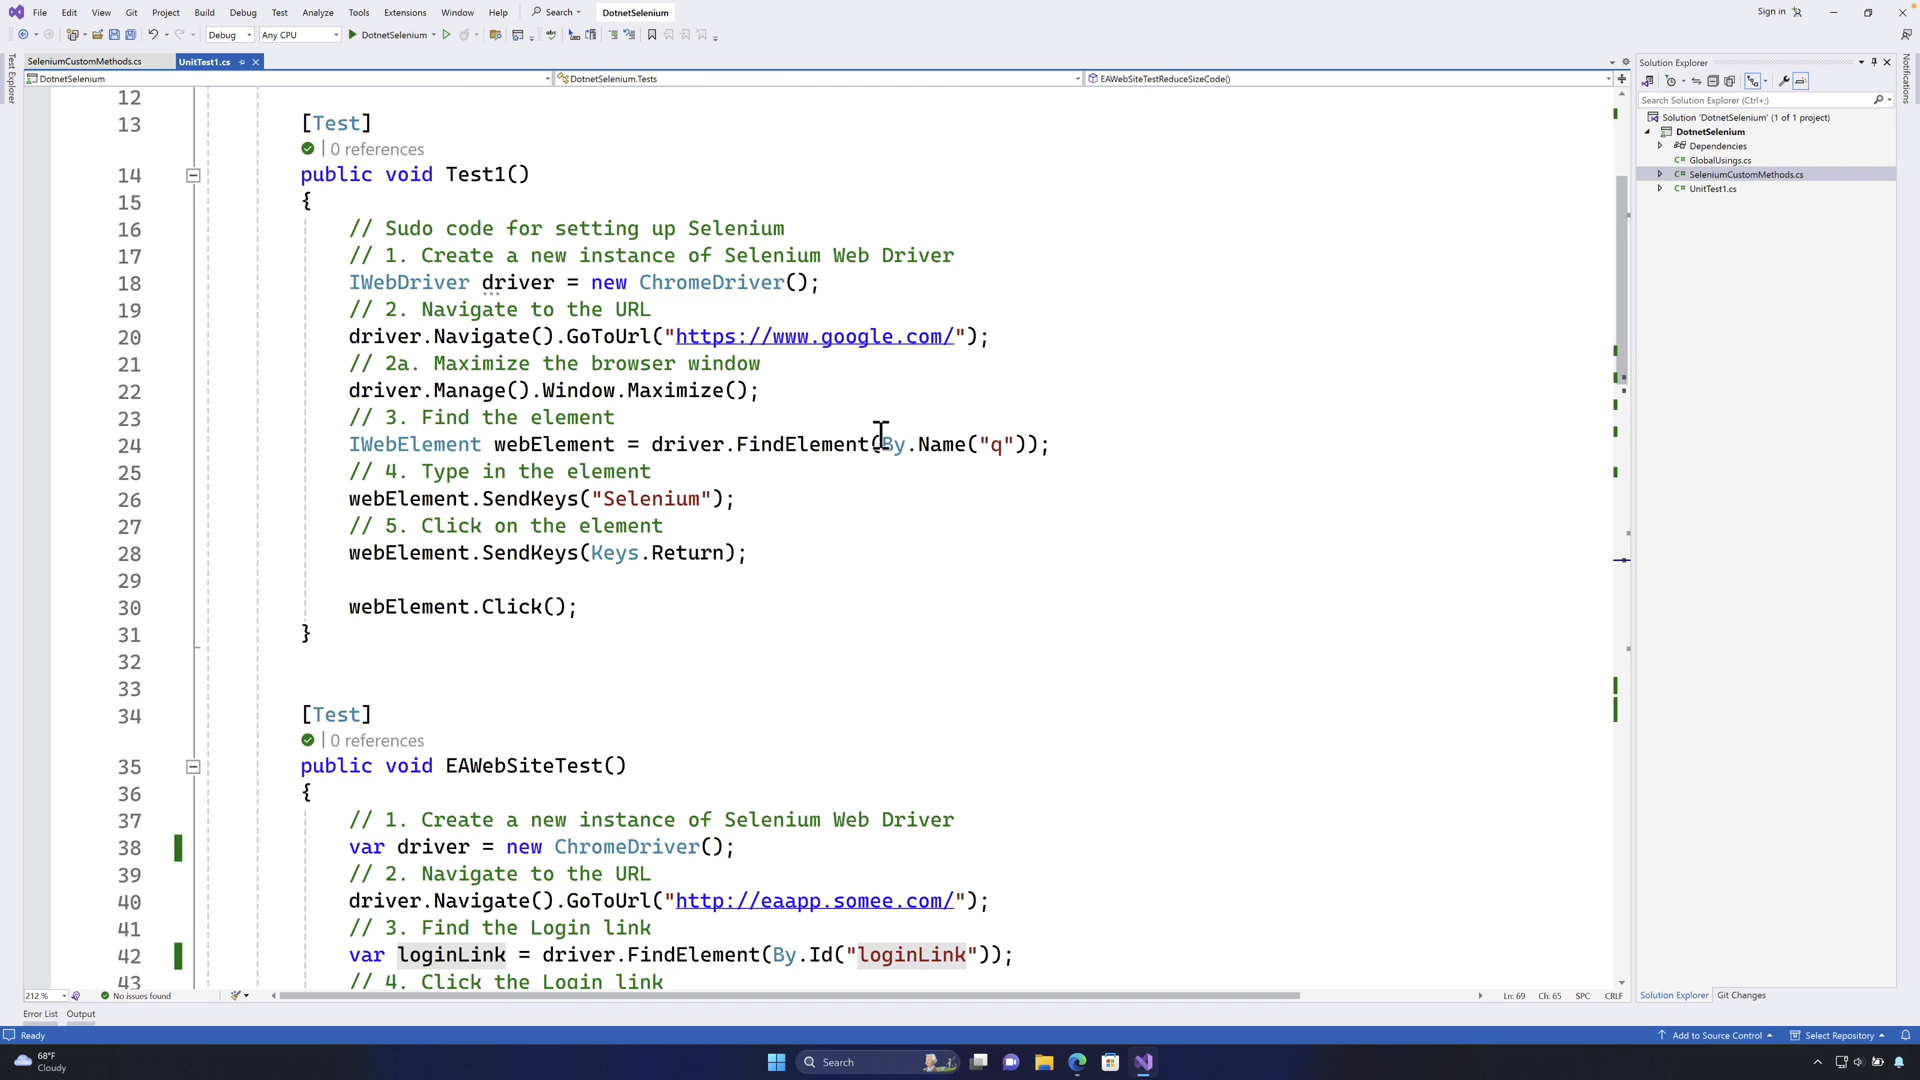 File Edit View Git Project Build Debug Test Analyze Tools Extensions Window Help Search DotnetSelenium Sign in
Debug Any CPU DotnetSelenium
Test Explorer
SeleniumCustomMethods.cs UnitTest1.cs
DotnetSelenium DotnetSelenium.Tests EAWebSiteTestReduceSizeCode()
12
13 [Test]
0 references
14 public void Test1()
15 {
16 // Sudo code for setting up Selenium
17 // 1. Create a new instance of Selenium Web Driver
18 IWebDriver driver = new ChromeDriver();
19 // 2. Navigate to the URL
20 driver.Navigate().GoToUrl("https://www.google.com/");
21 // 2a. Maximize the browser window
22 driver.Manage().Window.Maximize();
23 // 3. Find the element
24 IWebElement webElement = driver.FindElement(By.Name("q"));
25 // 4. Type in the element
26 webElement.SendKeys("Selenium");
27 // 5. Click on the element
28 webElement.SendKeys(Keys.Return);
29
30 webElement.Click();
31 }
32
33
34 [Test]
0 references
35 public void EAWebSiteTest()
36 {
37 // 1. Create a new instance of Selenium Web Driver
38 var driver = new ChromeDriver();
39 // 2. Navigate to the URL
40 driver.Navigate().GoToUrl("http://eaapp.somee.com/");
41 // 3. Find the Login link
42 var loginLink = driver.FindElement(By.Id("loginLink"));
43 // 4. Click the Login link
212 % No issues found Ln: 69 Ch: 65 SPC CRLF
Solution Explorer
Search Solution Explorer (Ctrl+;)
Solution 'DotnetSelenium' (1 of 1 project)
DotnetSelenium
Dependencies
C# GlobalUsings.cs
C# SeleniumCustomMethods.cs
C# UnitTest1.cs
Solution Explorer Git Changes
Notifications
Error List Output
Ready Add to Source Control Select Repository
68°F
Cloudy
Search